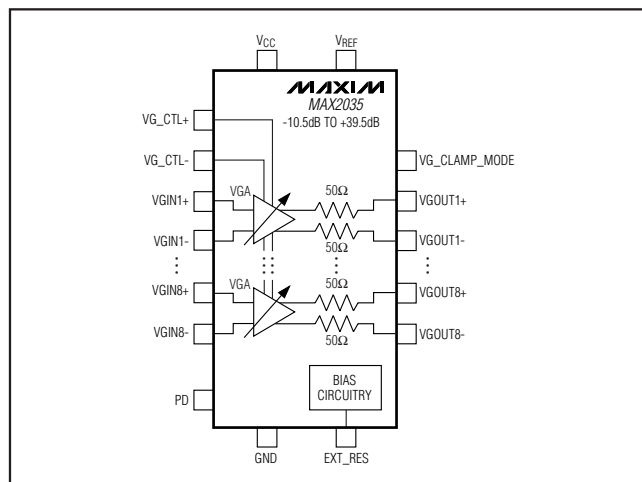 VCC VREF
MAXIM
MAX2035
-10.5dB TO +39.5dB
VG_CTL+
VG_CTL-
VG_CLAMP_MODE
VGIN1+ VGA 50Ω VGOUT1+
VGIN1- 50Ω VGOUT1-
VGIN8+ VGA 50Ω VGOUT8+
VGIN8- 50Ω VGOUT8-
PD
BIAS
CIRCUITRY
GND EXT_RES